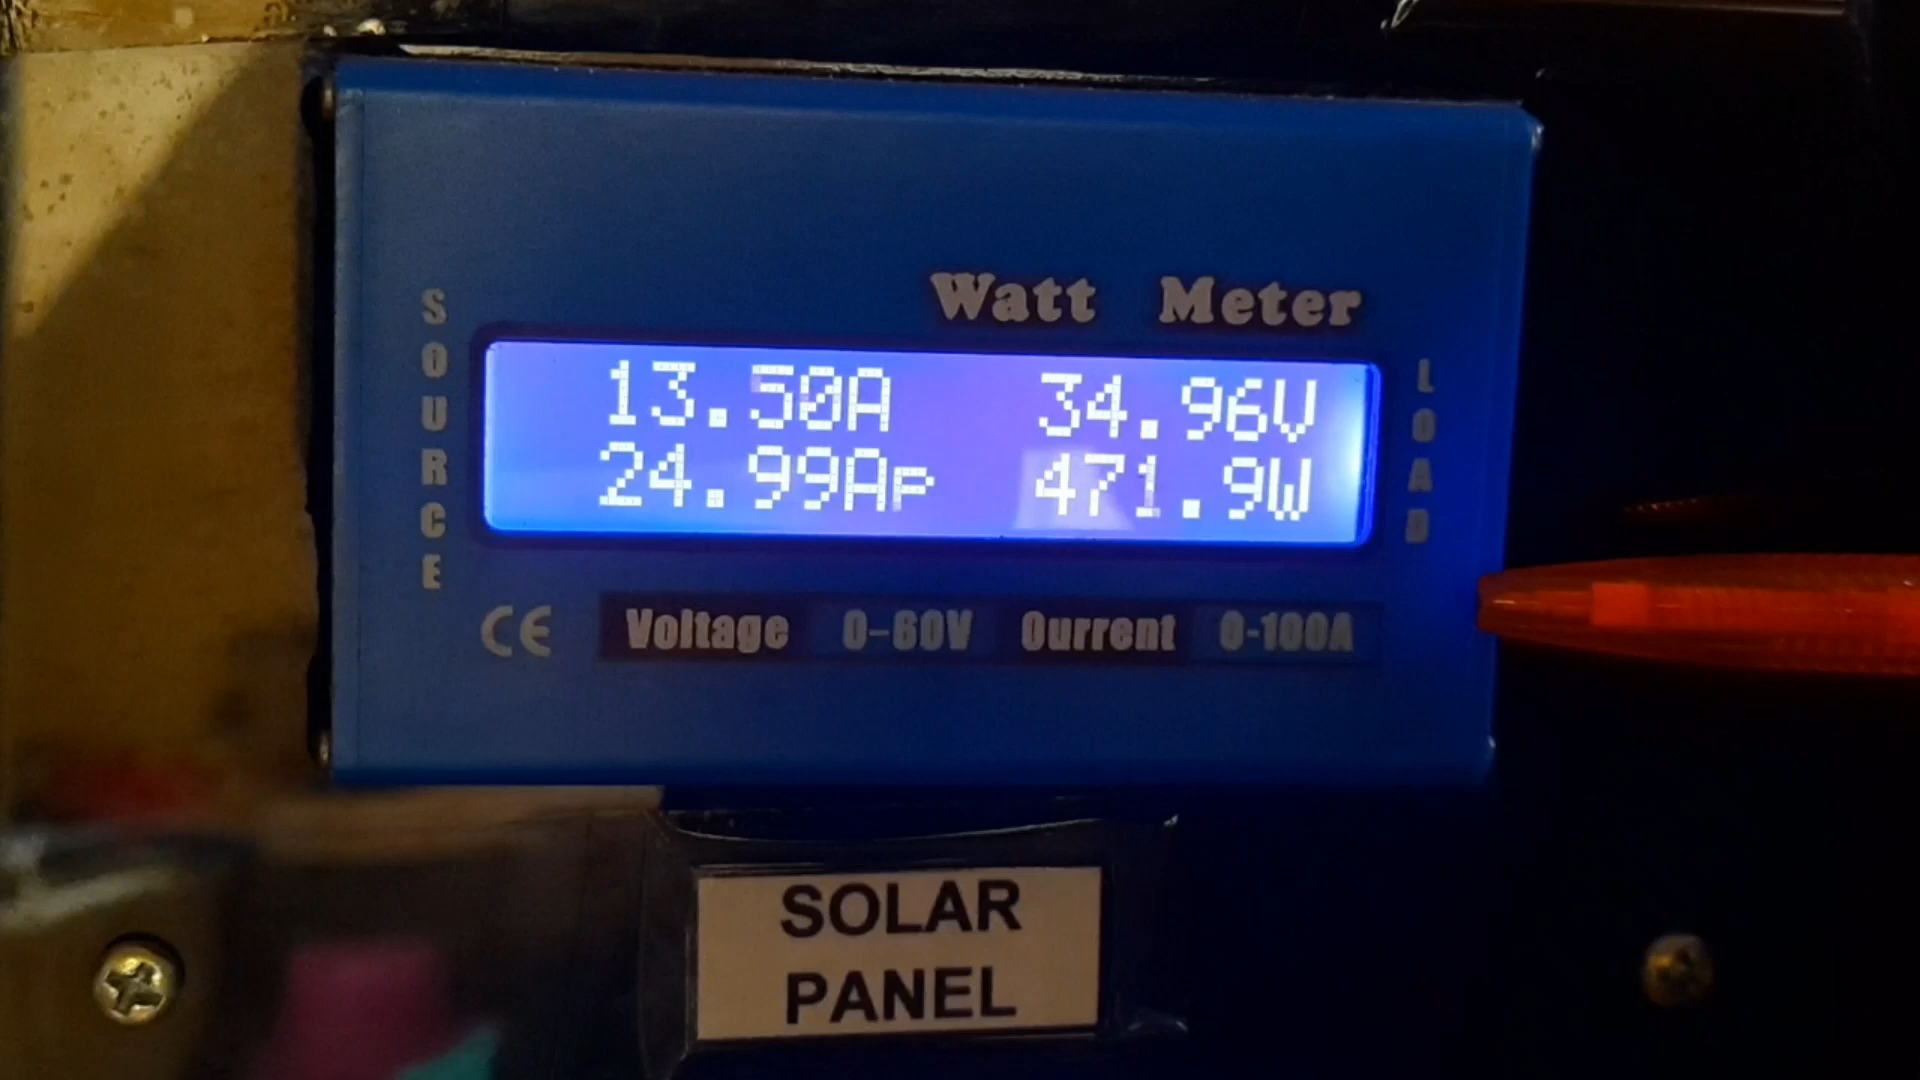 Watt Meter
SOURCE
13.50A 34.96V
24.99Ap 471.9W
LOAD
CE Voltage 0-60V Current 0-100A
SOLAR
PANEL